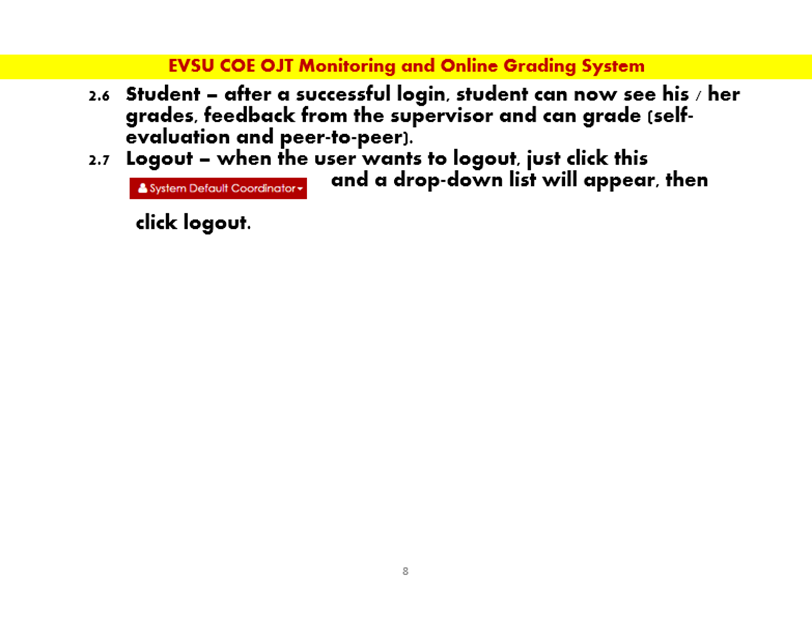 EVSU COE OJT Monitoring and Online Grading System
2.6 Student – after a successful login, student can now see his / her
grades, feedback from the supervisor and can grade (self-
evaluation and peer-to-peer).
2.7 Logout – when the user wants to logout, just click this
System Default Coordinator and a drop-down list will appear, then
click logout.
8